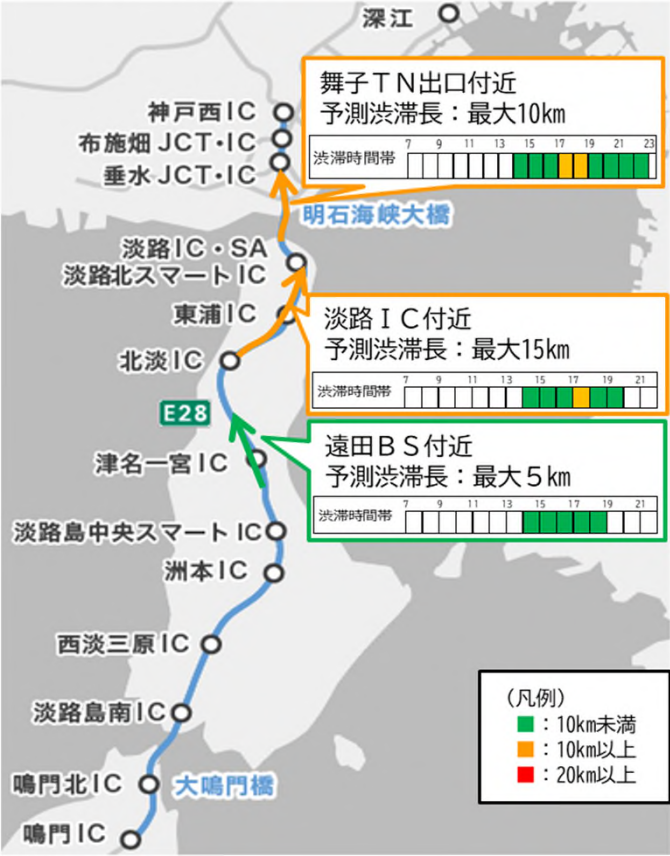 深江
舞子TN出口付近
予測渋滞長：最大10km
渋滞時間帯
7 9 11 13 15 17 19 21 23
神戸西IC
布施畑JCT・IC
垂水JCT・IC
明石海峡大橋
淡路IC・SA
淡路北スマートIC
東浦IC
淡路IC付近
予測渋滞長：最大15km
渋滞時間帯
7 9 11 13 15 17 19 21
北淡IC
E28
遠田BS付近
予測渋滞長：最大5km
渋滞時間帯
7 9 11 13 15 17 19 21
津名一宮IC
淡路島中央スマートIC
洲本IC
西淡三原IC
淡路島南IC
鳴門北IC
大鳴門橋
鳴門IC
（凡例）
：10km未満
：10km以上
：20km以上